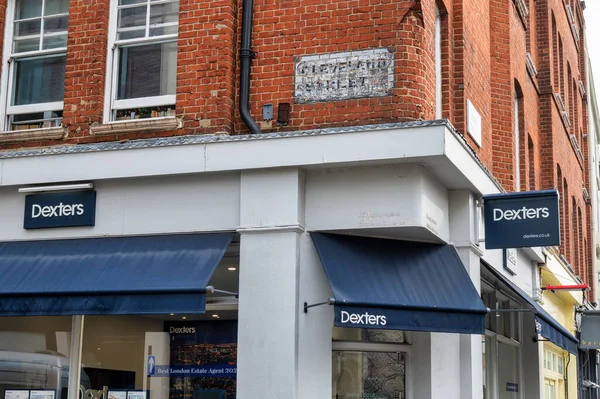 CLEVELAND
STREET
Dexters
Dexters
dexters.co.uk
Dexters
Dexters
Best London Estate Agent